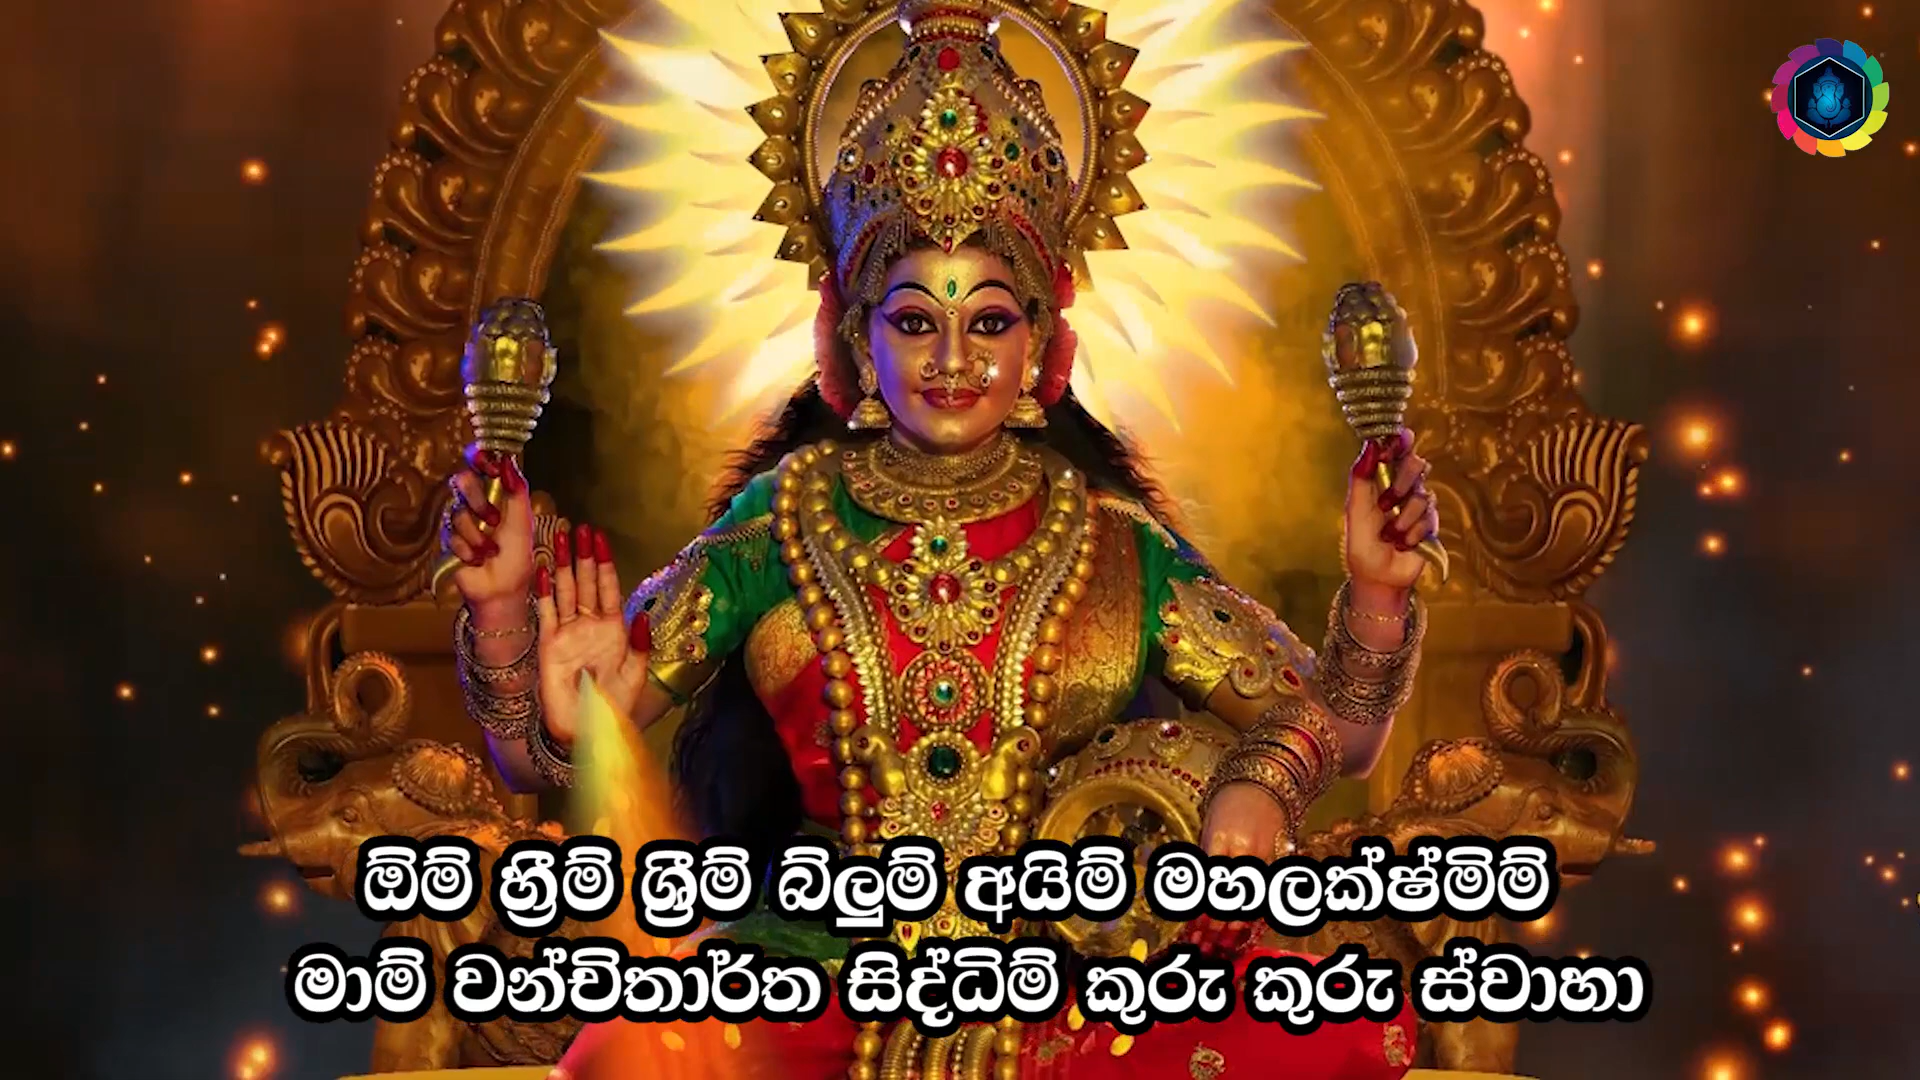 ඕම් හ්‍රීම් ශ්‍රීම් බ්ලූම් අයිම් මහලක්ෂ්මිම්
මාම් වන්චිතාර්ත සිද්ධිම් කුරු කුරු ස්වාහා